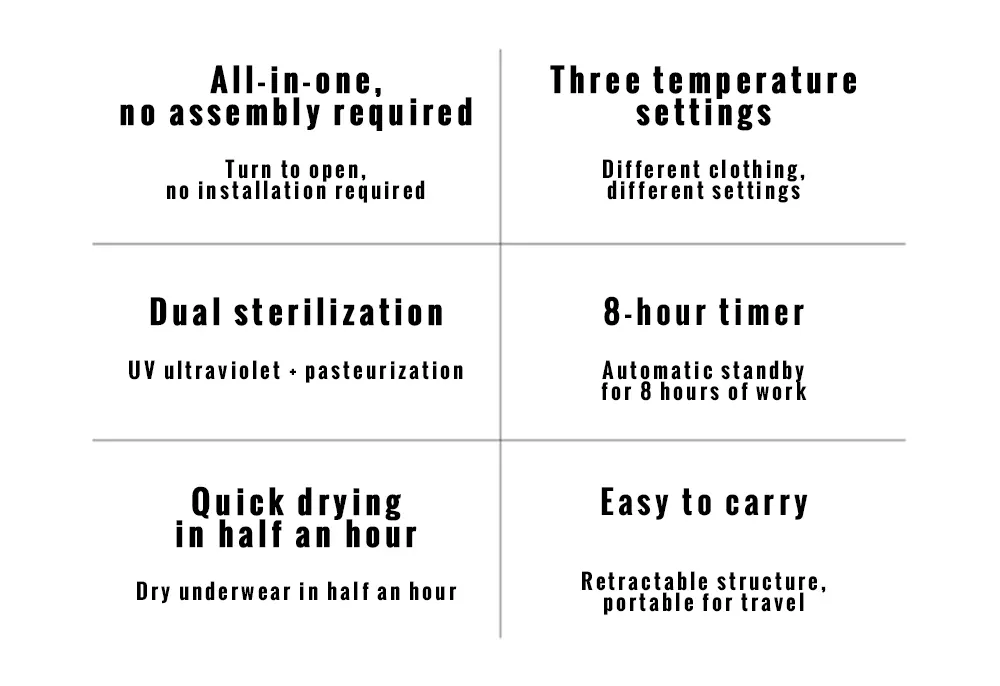 All-in-one,
no assembly required
Turn to open,
no installation required
Three temperature
settings
Different clothing,
different settings
Dual sterilization
UV ultraviolet + pasteurization
8-hour timer
Automatic standby
for 8 hours of work
Quick drying
in half an hour
Dry underwear in half an hour
Easy to carry
Retractable structure,
portable for travel